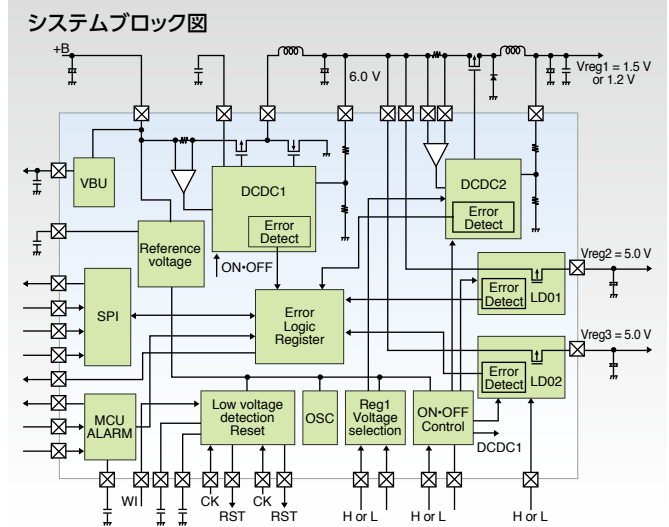 システムブロック図
+B
6.0 V
Vreg1 = 1.5 V
or 1.2 V
VBU
DCDC1
Error
Detect
DCDC2
Error
Detect
Reference
voltage
ON•OFF
Vreg2 = 5.0 V
Error
Detect
LD01
SPI
Error
Logic
Register
Vreg3 = 5.0 V
Error
Detect
LD02
MCU
ALARM
Low voltage
detection
Reset
OSC
Reg1
Voltage
selection
ON•OFF
Control
DCDC1
WI
CK
RST
CK
RST
H or L
H or L
H or L